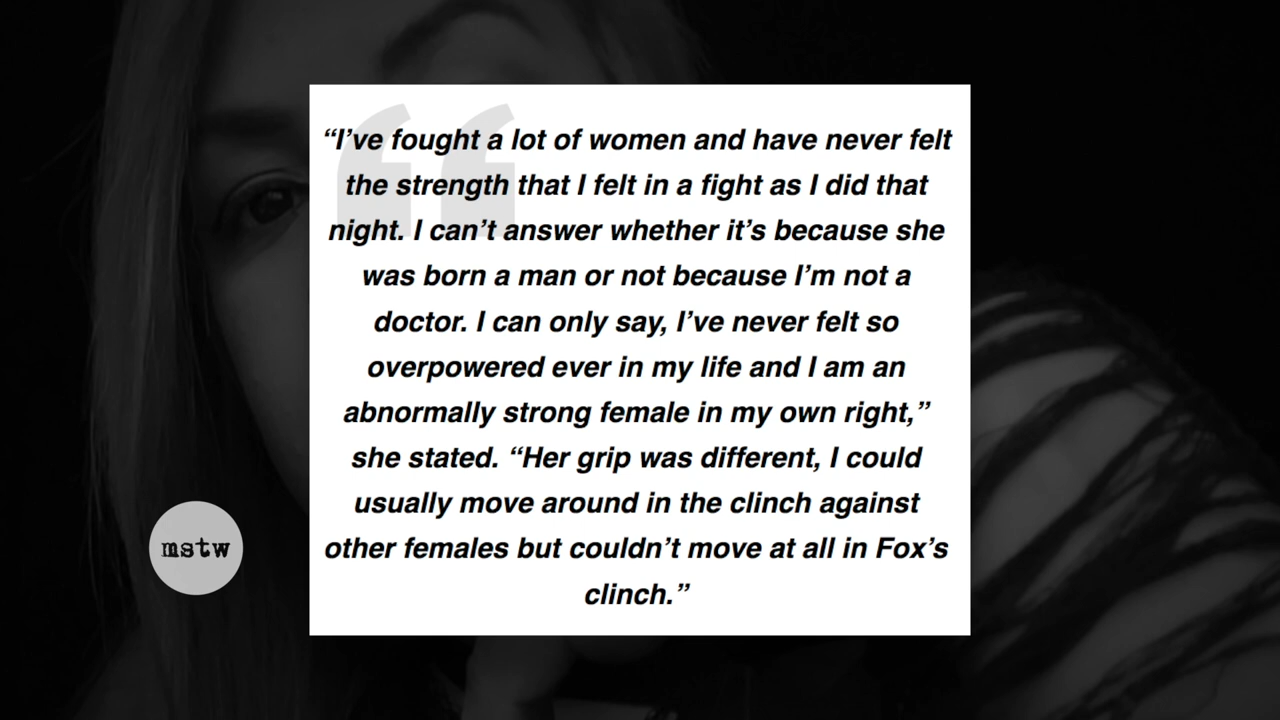 “I’ve fought a lot of women and have never felt
the strength that I felt in a fight as I did that
night. I can’t answer whether it’s because she
was born a man or not because I’m not a
doctor. I can only say, I’ve never felt so
overpowered ever in my life and I am an
abnormally strong female in my own right,”
she stated. “Her grip was different, I could
usually move around in the clinch against
other females but couldn’t move at all in Fox’s
clinch.”
mstw